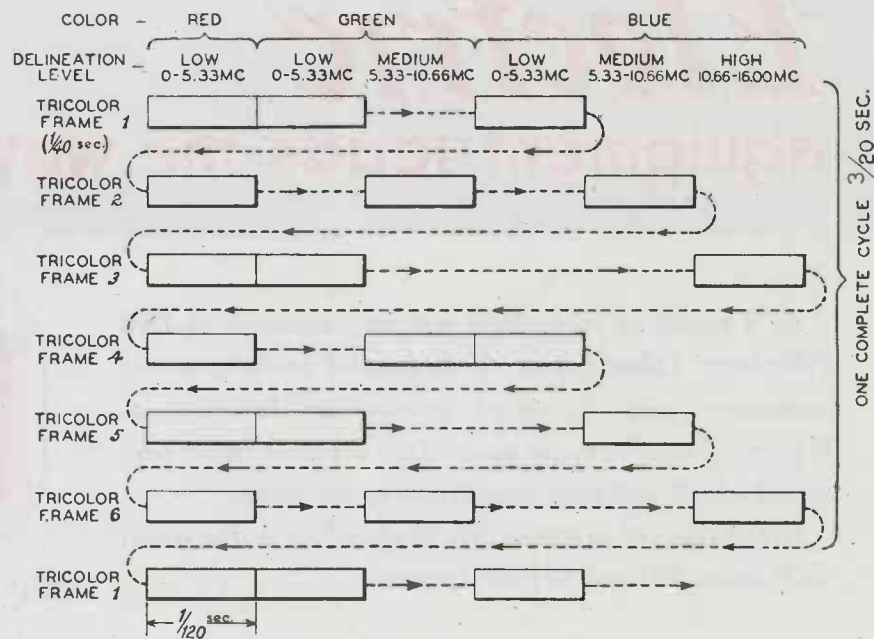 COLOR – RED GREEN BLUE
DELINEATION LEVEL – LOW 0-5.33MC LOW 0-5.33MC MEDIUM 5.33-10.66MC LOW 0-5.33MC MEDIUM 5.33-10.66MC HIGH 10.66-16.00MC
TRICOLOR
FRAME 1
(1/40 sec.)
TRICOLOR
FRAME 2
TRICOLOR
FRAME 3
TRICOLOR
FRAME 4
TRICOLOR
FRAME 5
TRICOLOR
FRAME 6
TRICOLOR
FRAME 1
1/120 sec.
ONE COMPLETE CYCLE 3/20 SEC.